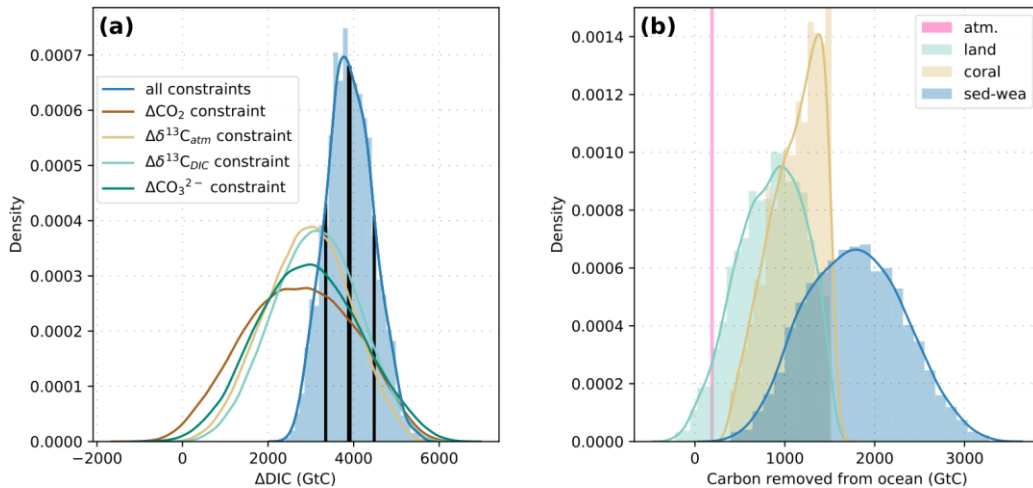 (a)
0.0007
0.0006
0.0005
0.0004
0.0003
0.0002
0.0001
0.0000
Density
all constraints
ΔCO₂ constraint
Δδ¹³C_atm constraint
Δδ¹³C_DIC constraint
ΔCO₃²⁻ constraint
−2000 0 2000 4000 6000
ΔDIC (GtC)
(b)
0.0014
0.0012
0.0010
0.0008
0.0006
0.0004
0.0002
0.0000
Density
atm.
land
coral
sed-wea
0 1000 2000 3000
Carbon removed from ocean (GtC)